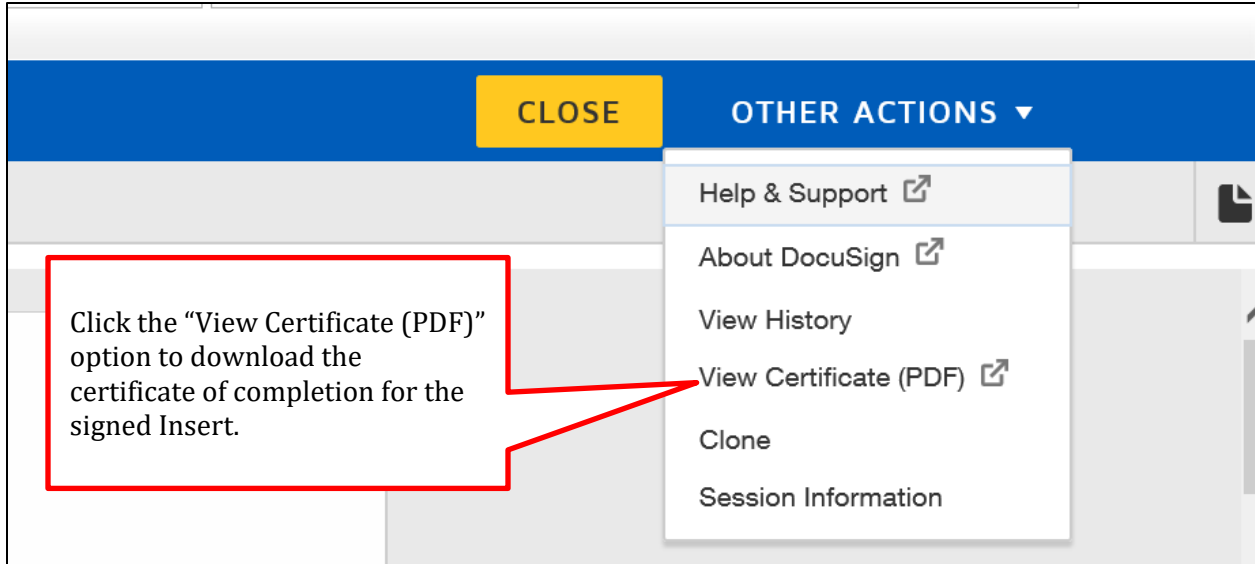 CLOSE
OTHER ACTIONS
Help & Support
About DocuSign
View History
View Certificate (PDF)
Clone
Session Information
Click the “View Certificate (PDF)”
option to download the
certificate of completion for the
signed Insert.